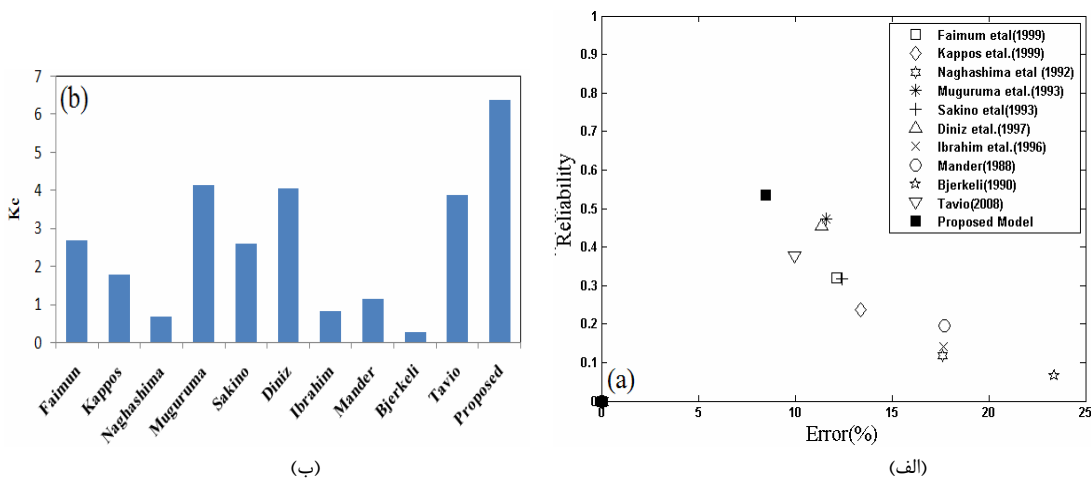 7
6
5
4
3
2
1
0
(b)
Kc
Faimun
Kappos
Naghashima
Muguruma
Sakino
Diniz
Ibrahim
Mander
Bjerkeli
Tavio
Proposed
(ب)
1
0.9
0.8
0.7
0.6
0.5
0.4
0.3
0.2
0.1
0
Reliability
Faimum etal(1999)
Kappos etal.(1999)
Naghashima etal (1992)
Muguruma etal.(1993)
Sakino etal(1993)
Diniz etal.(1997)
Ibrahim etal.(1996)
Mander(1988)
Bjerkeli(1990)
Tavio(2008)
Proposed Model
(a)
0 5 10 15 20 25
Error(%)
(الف)